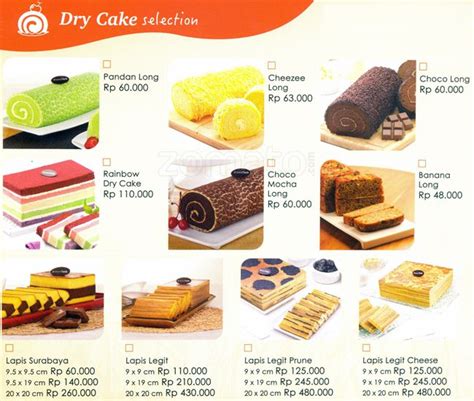 Dry Cake selection
Pandan Long
Rp 60.000
Cheezee
Long
Rp 63.000
Choco Long
Rp 60.000
zomato.com
Rainbow
Dry Cake
Rp 110.000
Choco
Mocha
Long
Rp 60.000
Banana
Long
Rp 48.000
Lapis Surabaya
9.5 x 9.5 cm Rp 60.000
9.5 x 19 cm Rp 140.000
20 x 20 cm Rp 260.000
Lapis Legit
9 x 9 cm Rp 110.000
9 x 19 cm Rp 210.000
20 x 20 cm Rp 430.000
Lapis Legit Prune
9 x 9 cm Rp 125.000
9 x 19 cm Rp 245.000
20 x 20 cm Rp 480.000
Lapis Legit Cheese
9 x 9 cm Rp 125.000
9 x 19 cm Rp 245.000
20 x 20 cm Rp 480.000